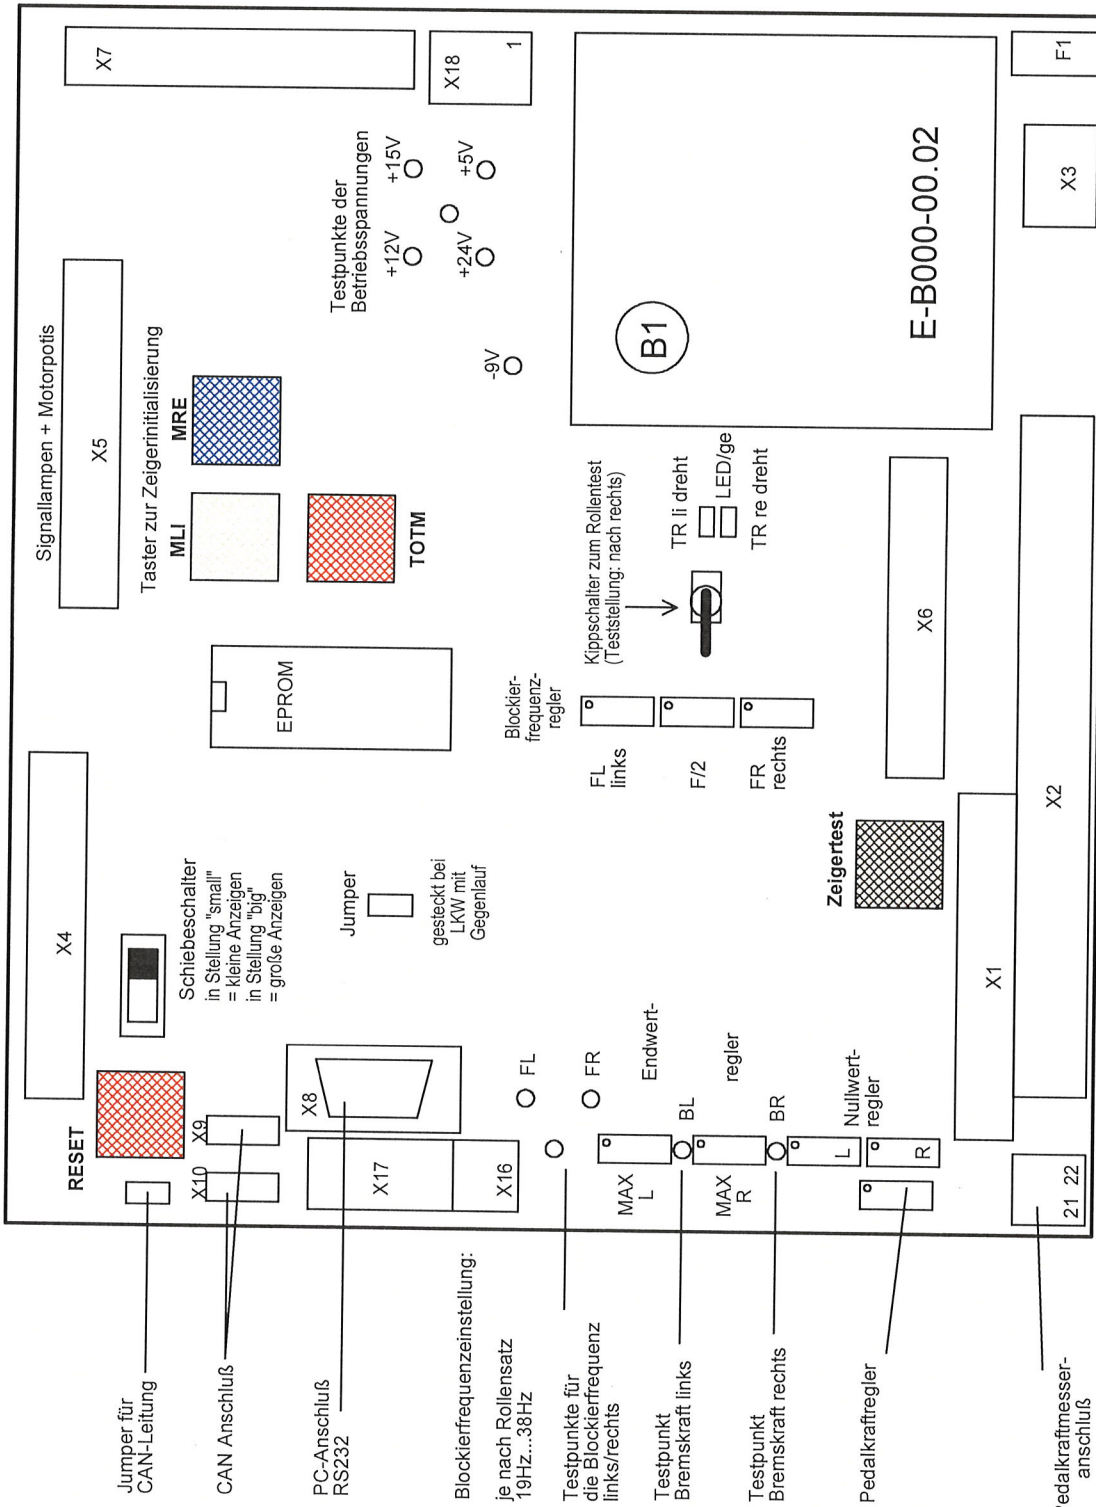 Jumper für
CAN-Leitung
CAN Anschluß
PC-Anschluß
RS232
Blockierfrequenzeinstellung:
je nach Rollensatz
19Hz...38Hz
Testpunkte für
die Blockierfrequenz
links/rechts
Testpunkt
Bremskraft links
Testpunkt
Bremskraft rechts
Pedalkraftregler
Pedalkraftmesser-
anschluß
RESET
X10
X9
X8
X17
X16
X4
Schiebeschalter
in Stellung "small"
= kleine Anzeigen
in Stellung "big"
= große Anzeigen
Jumper
gesteckt bei
LKW mit
Gegenlauf
FL
FR
Endwert-
regler
MAX
L
BL
MAX
R
BR
Nullwert-
regler
L
R
21 22
EPROM
Signallampen + Motorpotis
X5
Taster zur Zeigerinitialisierung
MLI
MRE
TOTM
Blockier-
frequenz-
regler
FL
links
F/2
FR
rechts
Kippschalter zum Rollentest
(Teststellung: nach rechts)
TR li dreht
LED/ge
TR re dreht
Zeigertest
X6
X1
X2
X7
X18
1
Testpunkte der
Betriebsspannungen
+12V
+15V
+24V
+5V
-9V
B1
E-B000-00.02
X3
F1